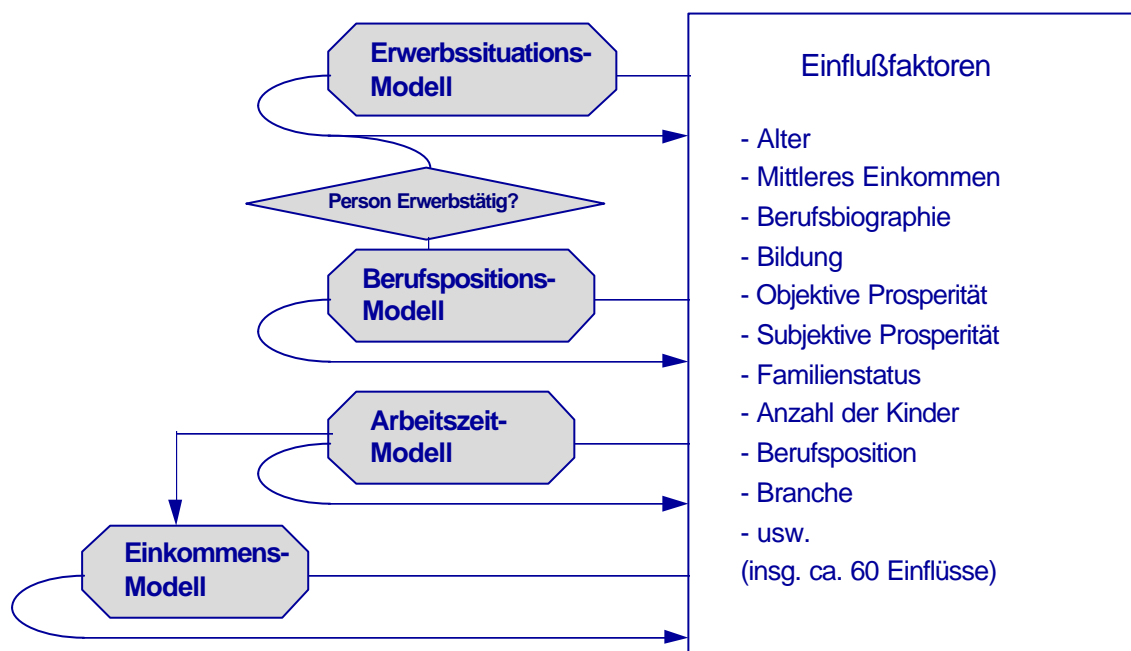 Erwerbssituations-
Modell
Person Erwerbstätig?
Berufspositions-
Modell
Arbeitszeit-
Modell
Einkommens-
Modell
Einflußfaktoren
- Alter
- Mittleres Einkommen
- Berufsbiographie
- Bildung
- Objektive Prosperität
- Subjektive Prosperität
- Familienstatus
- Anzahl der Kinder
- Berufsposition
- Branche
- usw.
(insg. ca. 60 Einflüsse)